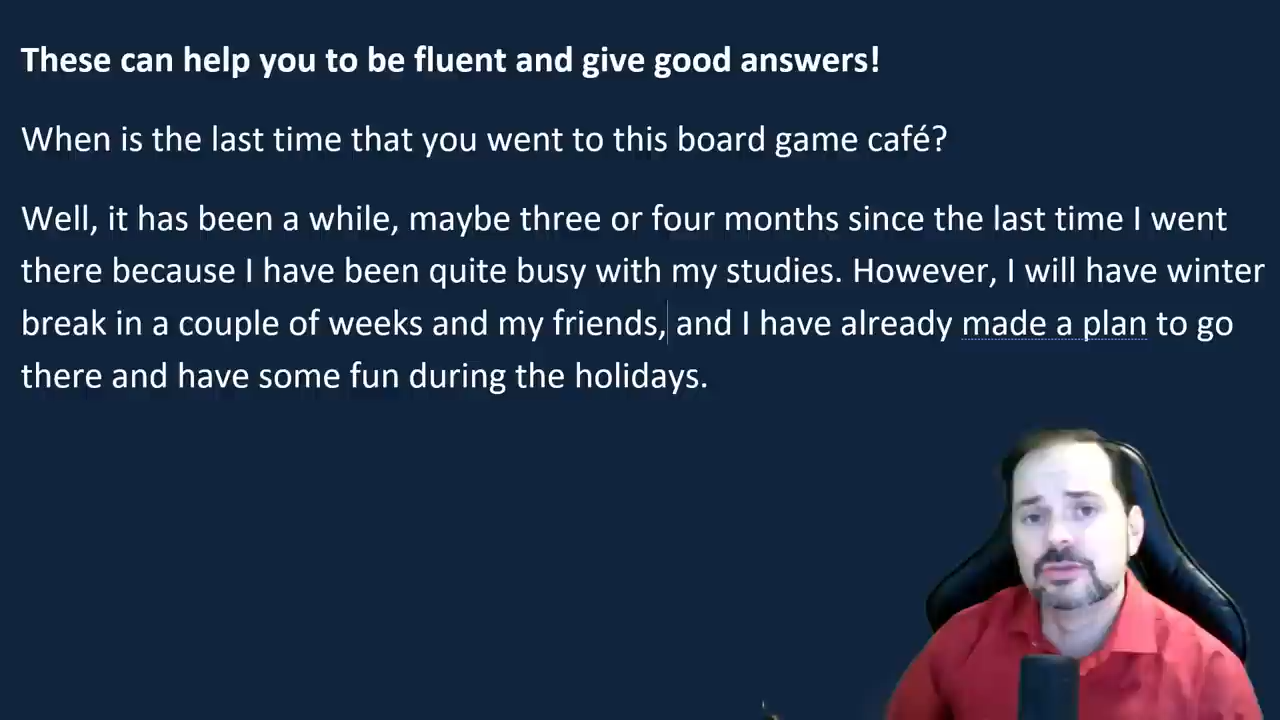 These can help you to be fluent and give good answers!
When is the last time that you went to this board game café?
Well, it has been a while, maybe three or four months since the last time I went
there because I have been quite busy with my studies. However, I will have winter
break in a couple of weeks and my friends, and I have already made a plan to go
there and have some fun during the holidays.